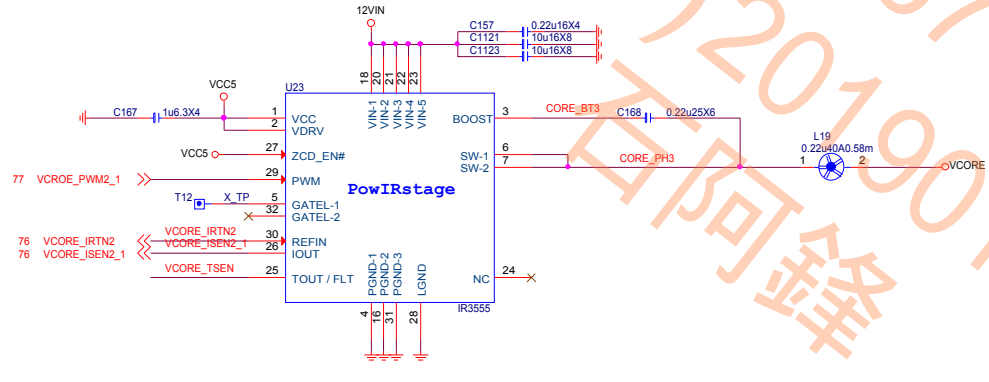 12VIN
C157 0.22u16X4
C1121 10u16X8
C1123 10u16X8
18 20 21 22 23
VCC5
U23
VIN-1 VIN-2 VIN-3 VIN-4 VIN-5
C167 1u6.3X4
1 VCC
2 VDRV
BOOST 3 CORE_BT3 C168 0.22u25X6
VCC5 27 ZCD_EN#
SW-1 6
SW-2 7 CORE_PH3
L19
0.22u40A0.58m
1 2 VCORE
77 VCROE_PWM2_1 29 PWM
PowIRstage
T12 X_TP 5 GATEL-1
32 GATEL-2
76 VCORE_IRTN2 VCORE_IRTN2 30 REFIN
76 VCORE_ISEN2_1 VCORE_ISEN2_1 26 IOUT
VCORE_TSEN 25 TOUT / FLT
NC 24
PGND-1 PGND-2 PGND-3 LGND
IR3555
4 16 31 28
)20190
石阿鋒